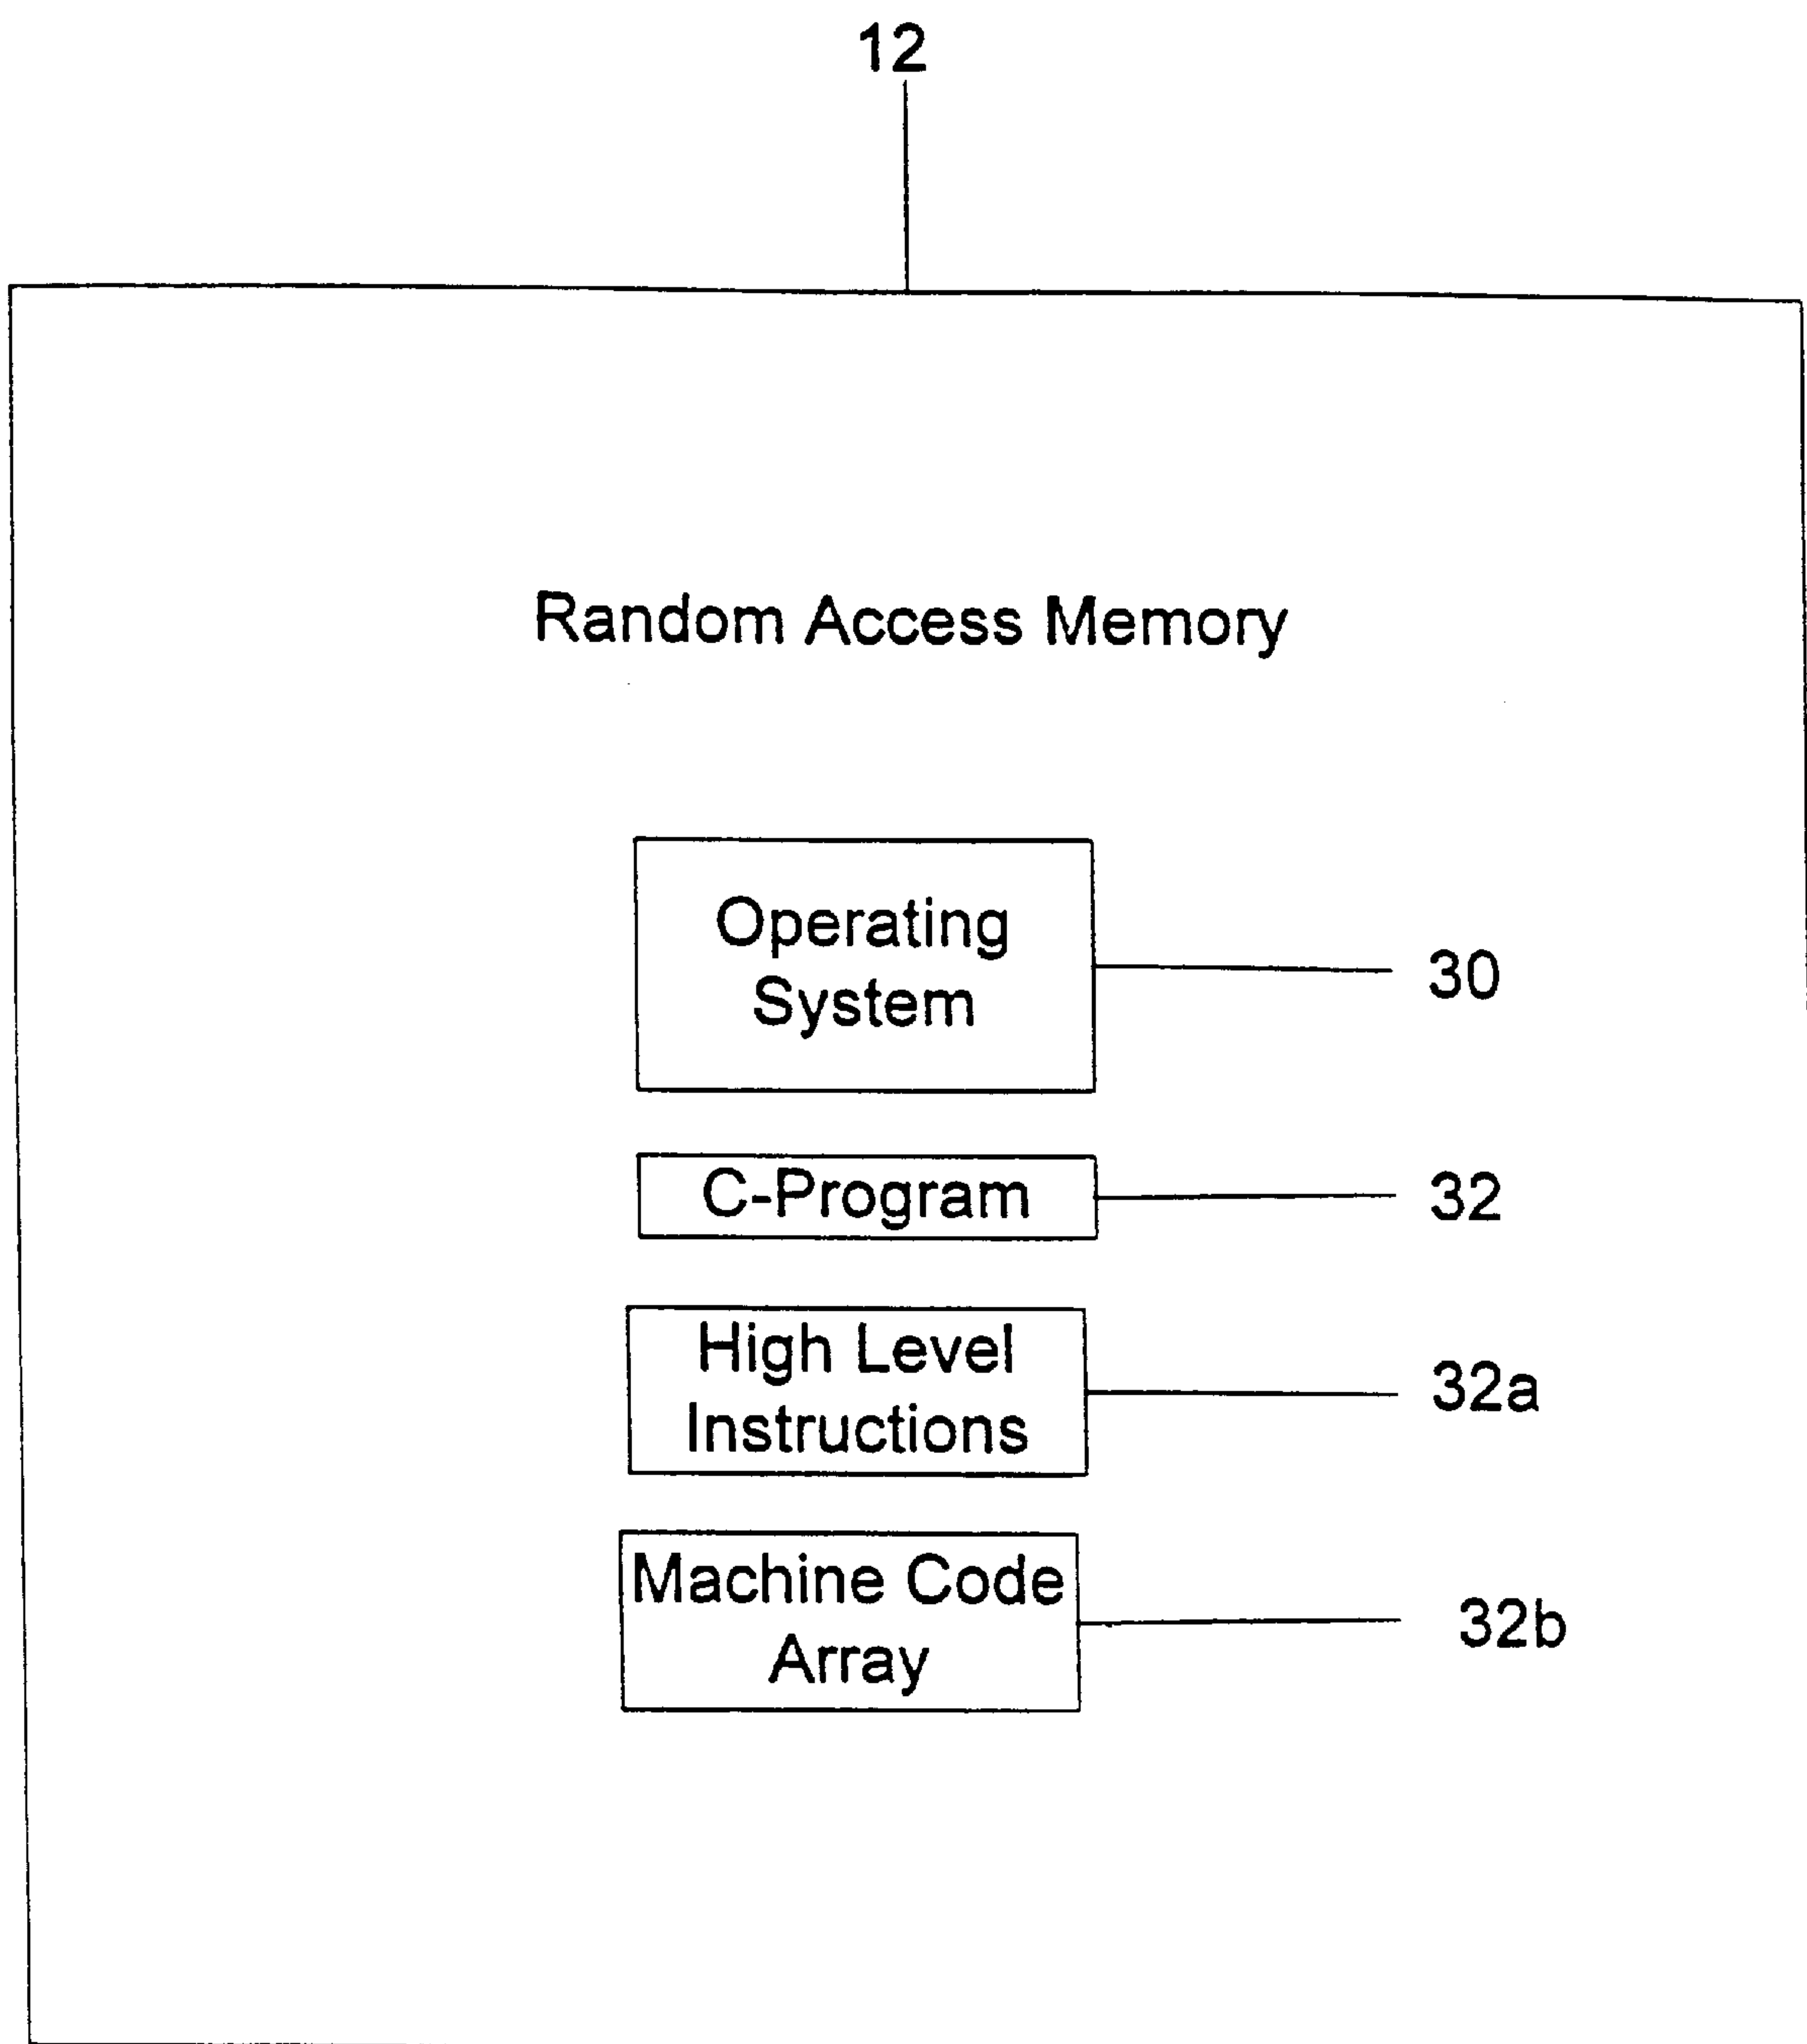 12
Random Access Memory
Operating
System
30
C-Program
32
High Level
Instructions
32a
Machine Code
Array
32b